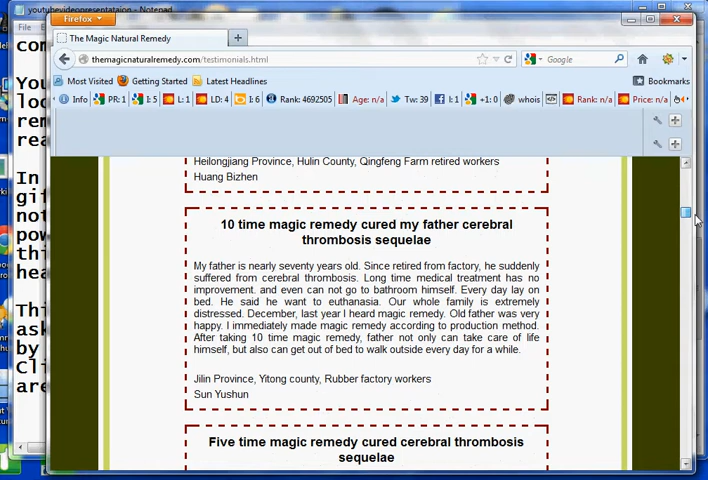 youtubevideopresentataion - Notepad
Firefox
File
The Magic Natural Remedy
themagicnaturalremedy.com/testimonials.html
Google
Most Visited Getting Started Latest Headlines Bookmarks
Info PR: 1 I: 5 L: 1 LD: 4 I: 6 Rank: 4692505 Age: n/a Tw: 39 I: 1 +1: 0 whois Rank: n/a Price: n/a
com
You
loo
rem
rea
In
gif
not
pow
thi
hea
Thi
ask
by
Cli
are
Heilongjiang Province, Hulin County, Qingfeng Farm retired workers
Huang Bizhen
10 time magic remedy cured my father cerebral
thrombosis sequelae
My father is nearly seventy years old. Since retired from factory, he suddenly
suffered from cerebral thrombosis. Long time medical treatment has no
improvement. and even can not go to bathroom himself. Every day lay on
bed. He said he want to euthanasia. Our whole family is extremely
distressed. December, last year I heard magic remedy. Old father was very
happy. I immediately made magic remedy according to production method.
After taking 10 time magic remedy, father not only can take care of life
himself, but also can get out of bed to walk outside every day for a while.
Jilin Province, Yitong county, Rubber factory workers
Sun Yushun
Five time magic remedy cured cerebral thrombosis
sequelae